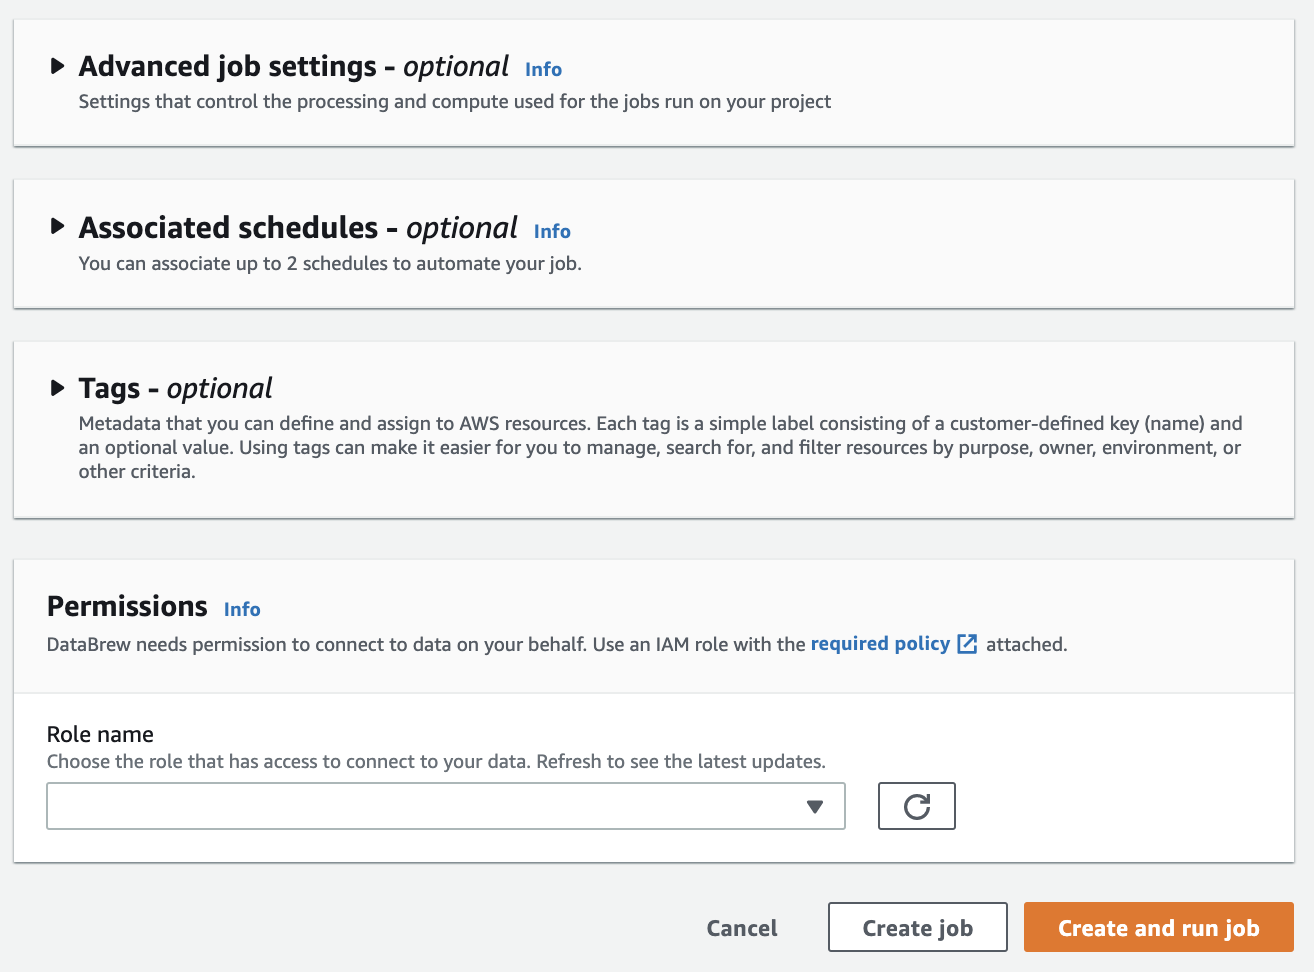 Advanced job settings - optional Info
Settings that control the processing and compute used for the jobs run on your project
Associated schedules - optional Info
You can associate up to 2 schedules to automate your job.
Tags - optional
Metadata that you can define and assign to AWS resources. Each tag is a simple label consisting of a customer-defined key (name) and
an optional value. Using tags can make it easier for you to manage, search for, and filter resources by purpose, owner, environment, or
other criteria.
Permissions Info
DataBrew needs permission to connect to data on your behalf. Use an IAM role with the required policy attached.
Role name
Choose the role that has access to connect to your data. Refresh to see the latest updates.
Cancel Create job Create and run job